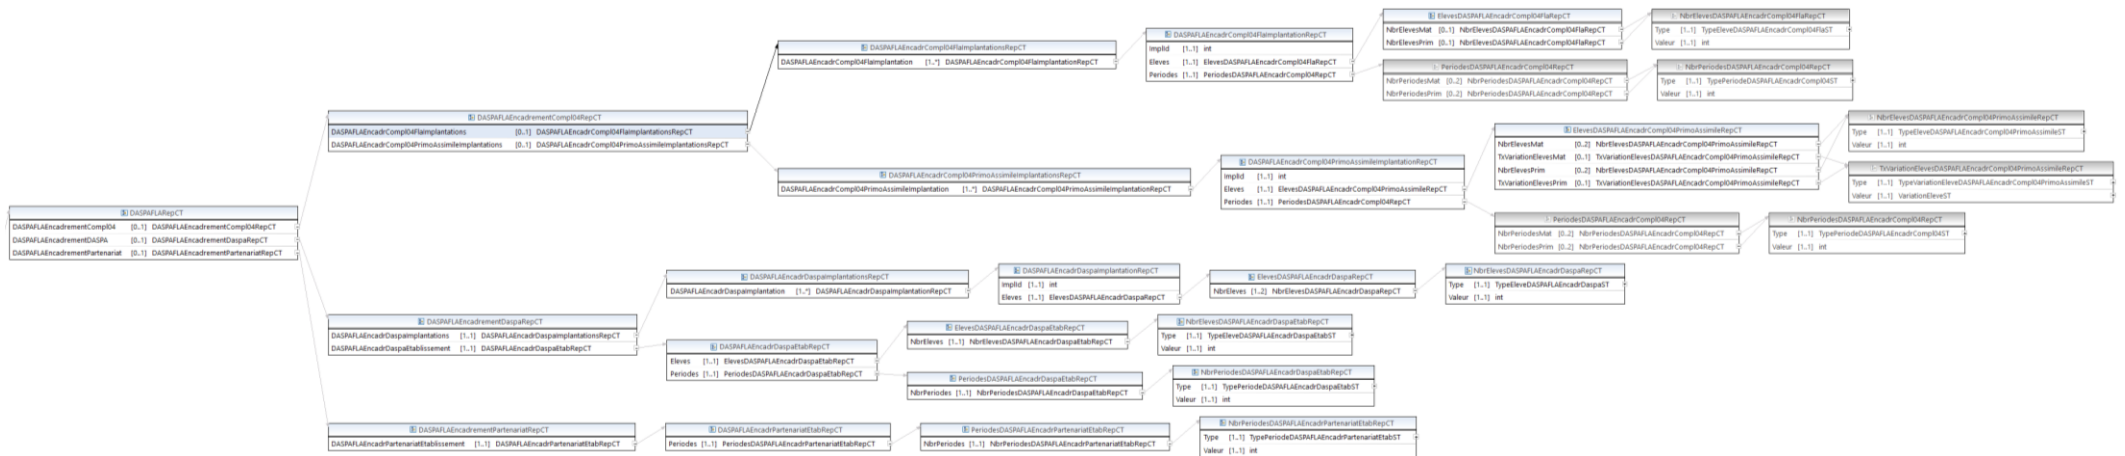 DASPAFLARepCT
DASPAFLAEncadrementCompl04 [0..1] DASPAFLAEncadrementCompl04RepCT
DASPAFLAEncadrementDASPA [0..1] DASPAFLAEncadrementDaspaRepCT
DASPAFLAEncadrementPartenariat [0..1] DASPAFLAEncadrementPartenariatRepCT
DASPAFLAEncadrementCompl04RepCT
DASPAFLAEncadrCompl04FlaImplantations [0..1] DASPAFLAEncadrCompl04FlaImplantationsRepCT
DASPAFLAEncadrCompl04PrimoAssimileImplantations [0..1] DASPAFLAEncadrCompl04PrimoAssimileImplantationsRepCT
DASPAFLAEncadrCompl04FlaImplantationsRepCT
DASPAFLAEncadrCompl04FlaImplantation [1..*] DASPAFLAEncadrCompl04FlaImplantationRepCT
DASPAFLAEncadrCompl04FlaImplantationRepCT
ImplId [1..1] int
Eleves [1..1] ElevesDASPAFLAEncadrCompl04FlaRepCT
Periodes [1..1] PeriodesDASPAFLAEncadrCompl04RepCT
ElevesDASPAFLAEncadrCompl04FlaRepCT
NbrElevesMat [0..1] NbrElevesDASPAFLAEncadrCompl04FlaRepCT
NbrElevesPrim [0..1] NbrElevesDASPAFLAEncadrCompl04FlaRepCT
NbrElevesDASPAFLAEncadrCompl04FlaRepCT
Type [1..1] TypeEleveDASPAFLAEncadrCompl04FlaST
Valeur [1..1] int
PeriodesDASPAFLAEncadrCompl04RepCT
NbrPeriodesMat [0..2] NbrPeriodesDASPAFLAEncadrCompl04RepCT
NbrPeriodesPrim [0..2] NbrPeriodesDASPAFLAEncadrCompl04RepCT
NbrPeriodesDASPAFLAEncadrCompl04RepCT
Type [1..1] TypePeriodeDASPAFLAEncadrCompl04ST
Valeur [1..1] int
DASPAFLAEncadrCompl04PrimoAssimileImplantationsRepCT
DASPAFLAEncadrCompl04PrimoAssimileImplantation [1..*] DASPAFLAEncadrCompl04PrimoAssimileImplantationRepCT
DASPAFLAEncadrCompl04PrimoAssimileImplantationRepCT
ImplId [1..1] int
Eleves [1..1] ElevesDASPAFLAEncadrCompl04PrimoAssimileRepCT
Periodes [1..1] PeriodesDASPAFLAEncadrCompl04RepCT
ElevesDASPAFLAEncadrCompl04PrimoAssimileRepCT
NbrElevesMat [0..2] NbrElevesDASPAFLAEncadrCompl04PrimoAssimileRepCT
TxVariationElevesMat [0..1] TxVariationElevesDASPAFLAEncadrCompl04PrimoAssimileRepCT
NbrElevesPrim [0..2] NbrElevesDASPAFLAEncadrCompl04PrimoAssimileRepCT
TxVariationElevesPrim [0..1] TxVariationElevesDASPAFLAEncadrCompl04PrimoAssimileRepCT
NbrElevesDASPAFLAEncadrCompl04PrimoAssimileRepCT
Type [1..1] TypeEleveDASPAFLAEncadrCompl04PrimoAssimileST
Valeur [1..1] int
TxVariationElevesDASPAFLAEncadrCompl04PrimoAssimileRepCT
Type [1..1] TypeVariationEleveDASPAFLAEncadrCompl04PrimoAssimileST
Valeur [1..1] VariationEleveST
PeriodesDASPAFLAEncadrCompl04RepCT
NbrPeriodesMat [0..2] NbrPeriodesDASPAFLAEncadrCompl04RepCT
NbrPeriodesPrim [0..2] NbrPeriodesDASPAFLAEncadrCompl04RepCT
NbrPeriodesDASPAFLAEncadrCompl04RepCT
Type [1..1] TypePeriodeDASPAFLAEncadrCompl04ST
Valeur [1..1] int
DASPAFLAEncadrementDaspaRepCT
DASPAFLAEncadrDaspaImplantations [1..1] DASPAFLAEncadrDaspaImplantationsRepCT
DASPAFLAEncadrDaspaEtablissement [1..1] DASPAFLAEncadrDaspaEtabRepCT
DASPAFLAEncadrDaspaImplantationsRepCT
DASPAFLAEncadrDaspaImplantation [1..*] DASPAFLAEncadrDaspaImplantationRepCT
DASPAFLAEncadrDaspaImplantationRepCT
ImplId [1..1] int
Eleves [1..1] ElevesDASPAFLAEncadrDaspaRepCT
ElevesDASPAFLAEncadrDaspaRepCT
NbrEleves [1..2] NbrElevesDASPAFLAEncadrDaspaRepCT
NbrElevesDASPAFLAEncadrDaspaRepCT
Type [1..1] TypeEleveDASPAFLAEncadrDaspaST
Valeur [1..1] int
DASPAFLAEncadrDaspaEtabRepCT
Eleves [1..1] ElevesDASPAFLAEncadrDaspaEtabRepCT
Periodes [1..1] PeriodesDASPAFLAEncadrDaspaEtabRepCT
ElevesDASPAFLAEncadrDaspaEtabRepCT
NbrEleves [1..1] NbrElevesDASPAFLAEncadrDaspaEtabRepCT
NbrElevesDASPAFLAEncadrDaspaEtabRepCT
Type [1..1] TypeEleveDASPAFLAEncadrDaspaEtabST
Valeur [1..1] int
PeriodesDASPAFLAEncadrDaspaEtabRepCT
NbrPeriodes [1..1] NbrPeriodesDASPAFLAEncadrDaspaEtabRepCT
NbrPeriodesDASPAFLAEncadrDaspaEtabRepCT
Type [1..1] TypePeriodeDASPAFLAEncadrDaspaEtabST
Valeur [1..1] int
DASPAFLAEncadrementPartenariatRepCT
DASPAFLAEncadrPartenariatEtablissement [1..1] DASPAFLAEncadrPartenariatEtabRepCT
DASPAFLAEncadrPartenariatEtabRepCT
Periodes [1..1] PeriodesDASPAFLAEncadrPartenariatEtabRepCT
PeriodesDASPAFLAEncadrPartenariatEtabRepCT
NbrPeriodes [1..1] NbrPeriodesDASPAFLAEncadrPartenariatEtabRepCT
NbrPeriodesDASPAFLAEncadrPartenariatEtabRepCT
Type [1..1] TypePeriodeDASPAFLAEncadrPartenariatEtabST
Valeur [1..1] int